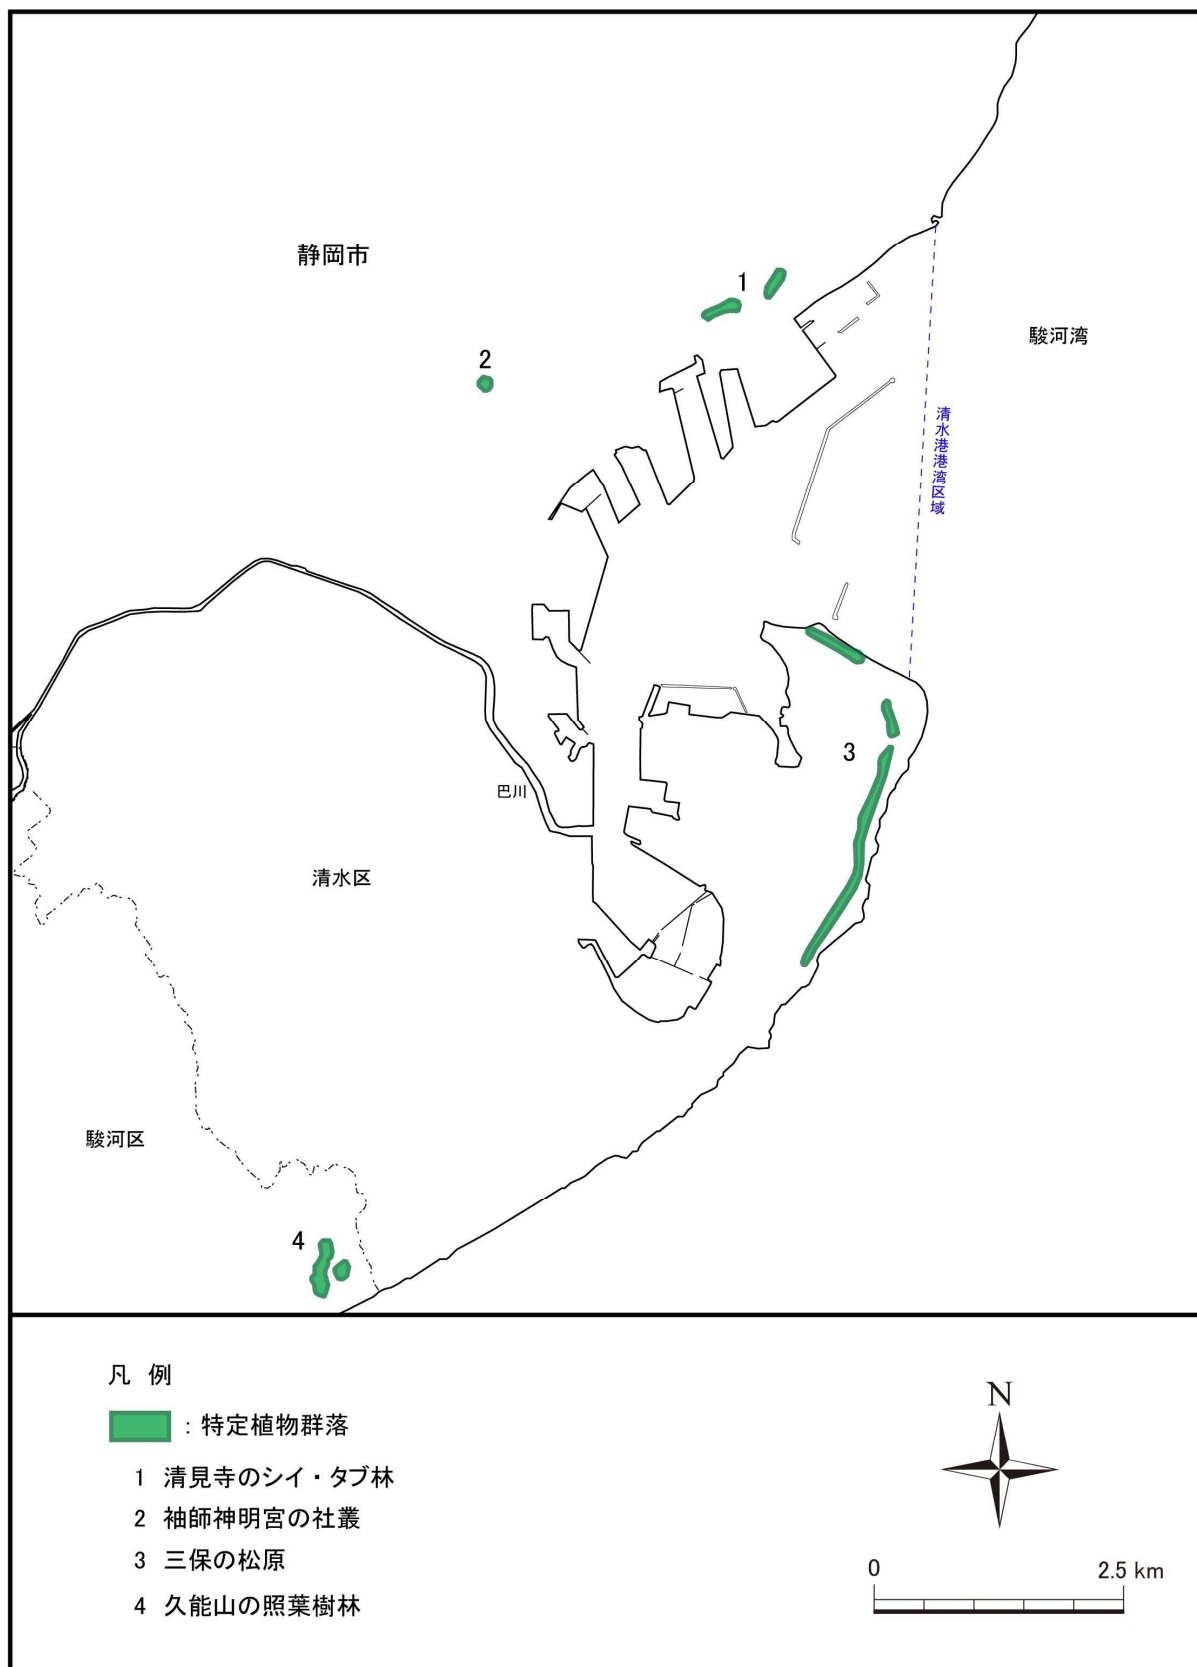 静岡市
1
駿河湾
2
清水港港湾区域
3
巴川
清水区
駿河区
4
凡 例
：特定植物群落
1 清見寺のシイ・タブ林
2 袖師神明宮の社叢
3 三保の松原
4 久能山の照葉樹林
N
0 2.5 km